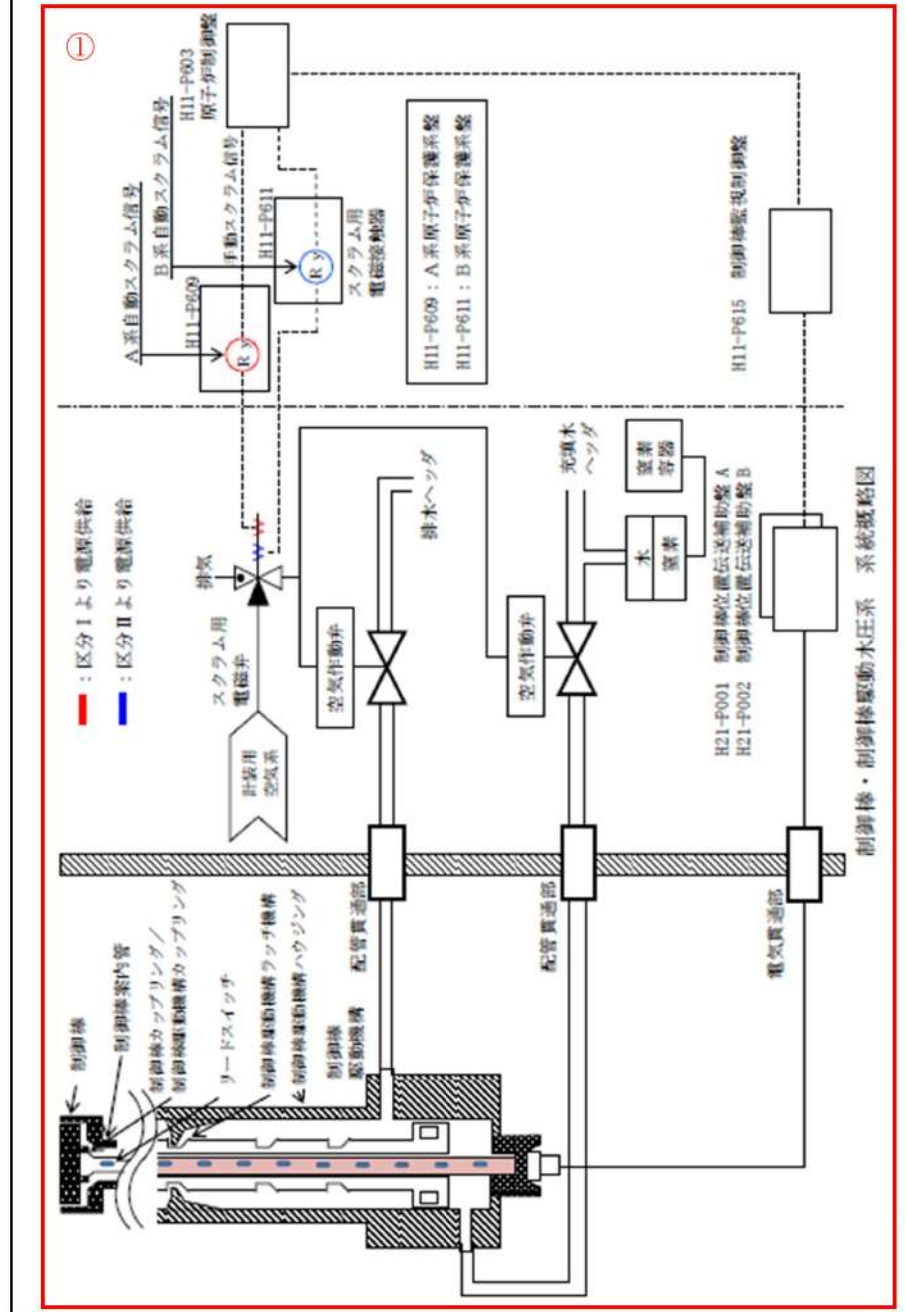 ①
制御棒
制御棒案内管
制御棒カップリング/
制御棒駆動機構カップリング
リードスイッチ
制御棒駆動機構ラッチ機構
制御棒駆動機構ハウジング
制御棒
駆動機構
配管貫通部
配管貫通部
電気貫通部
:区分Ⅰより電源供給
:区分Ⅱより電源供給
計装用
空気系
スクラム用
電磁弁
排気
空気作動弁
排水ヘッダ
空気作動弁
充填水
ヘッダ
水
窒素
窒素
容器
H21-P001 制御棒位置伝送補助盤A
H21-P002 制御棒位置伝送補助盤B
A系自動スクラム信号
B系自動スクラム信号
H11-P609
Ry
手動スクラム信号
H11-P611
Ry
スクラム用
電磁接触器
H11-P603
原子炉制御盤
H11-P609:A系原子炉保護系盤
H11-P611:B系原子炉保護系盤
H11-P615 制御棒監視制御盤
制御棒・制御棒駆動水圧系 系統概略図